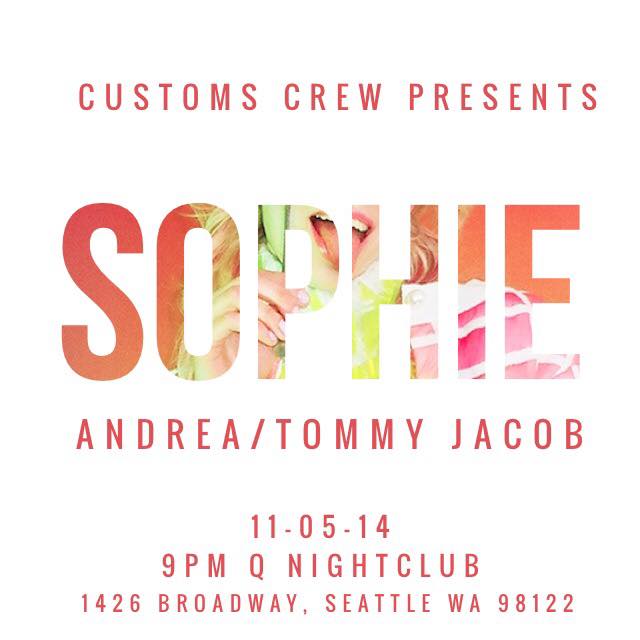 CUSTOMS CREW PRESENTS
SOPHIE
ANDREA/TOMMY JACOB
11-05-14
9PM Q NIGHTCLUB
1426 BROADWAY, SEATTLE WA 98122